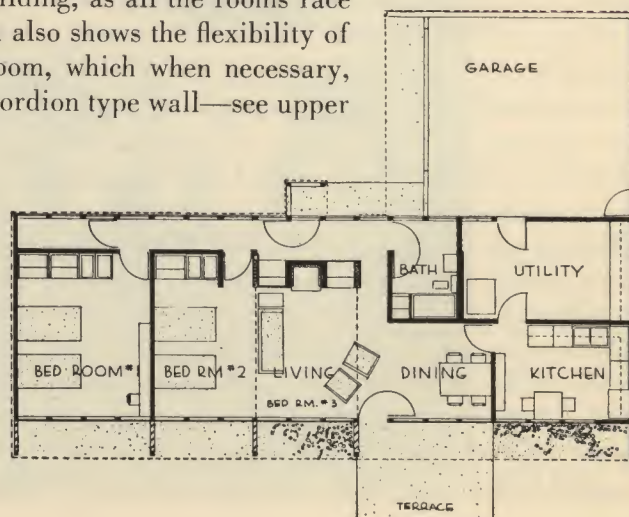 ilding, as all the rooms face
also shows the flexibility of
oom, which when necessary,
ordion type wall—see upper
GARAGE
BATH
UTILITY
BED ROOM #1
BED RM #2
LIVING
DINING
KITCHEN
BED RM. #3
TERRACE